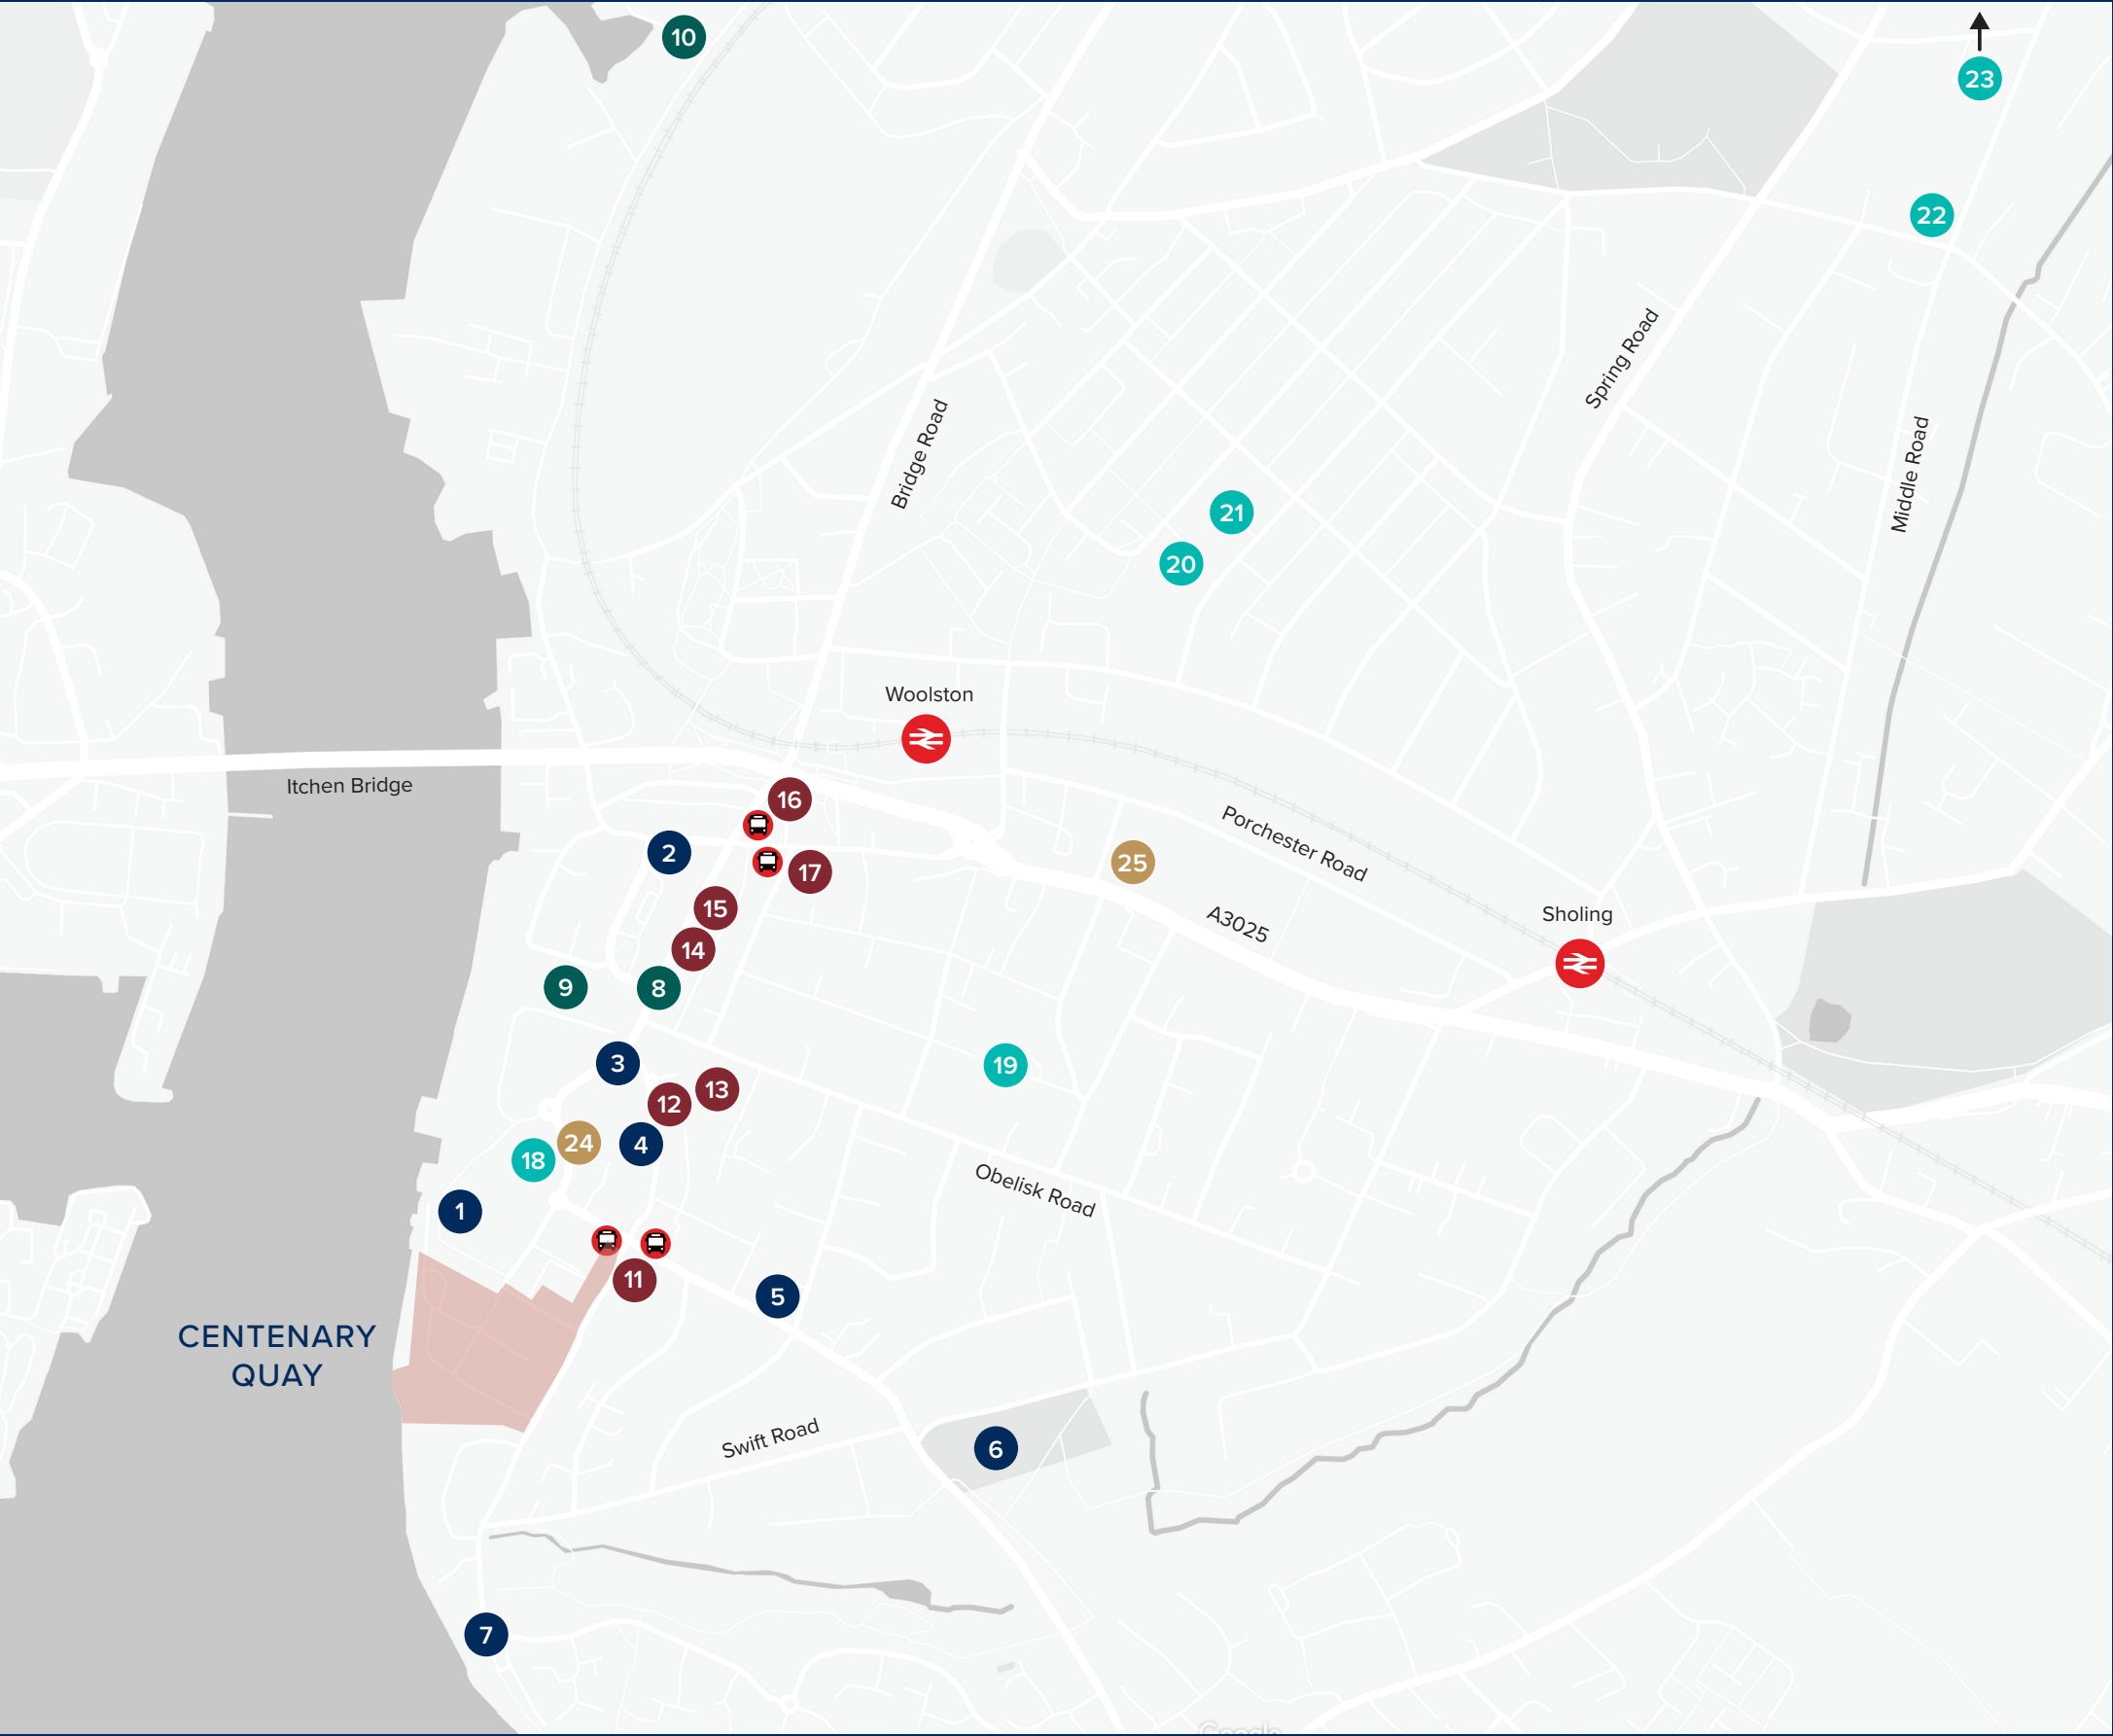 10
23
22
Spring Road
Bridge Road
Middle Road
21
20
Woolston
Itchen Bridge
16
2
17
Porchester Road
25
15
A3025
Sholing
14
9
8
3
19
13
12
24
4
18
Obelisk Road
1
11
5
CENTENARY
QUAY
Swift Road
6
7
Google